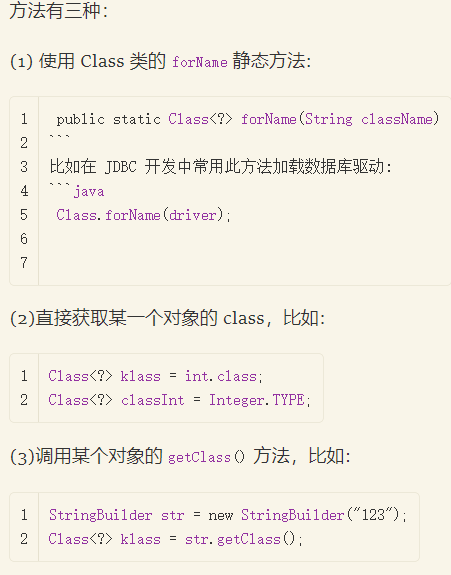 方法有三种：
(1) 使用 Class 类的 forName 静态方法:
1 public static Class<?> forName(String className)
2 ```
3 比如在 JDBC 开发中常用此方法加载数据库驱动:
4 ```java
5 Class.forName(driver);
6
7
(2)直接获取某一个对象的 class，比如:
1 Class<?> klass = int.class;
2 Class<?> classInt = Integer.TYPE;
(3)调用某个对象的 getClass() 方法，比如:
1 StringBuilder str = new StringBuilder("123");
2 Class<?> klass = str.getClass();